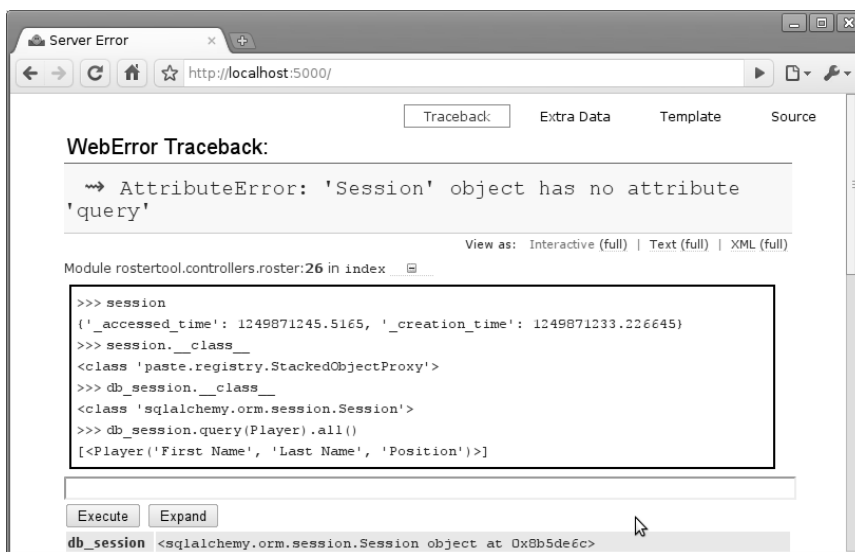 Server Error
http://localhost:5000/
Traceback Extra Data Template Source
WebError Traceback:
⇝ AttributeError: 'Session' object has no attribute
'query'
View as: Interactive (full) | Text (full) | XML (full)
Module rostertool.controllers.roster:26 in index
>>> session
{'_accessed_time': 1249871245.5165, '_creation_time': 1249871233.226645}
>>> session.__class__
<class 'paste.registry.StackedObjectProxy'>
>>> db_session.__class__
<class 'sqlalchemy.orm.session.Session'>
>>> db_session.query(Player).all()
[<Player('First Name', 'Last Name', 'Position')>]
Execute Expand
db_session <sqlalchemy.orm.session.Session object at 0x8b5de6c>